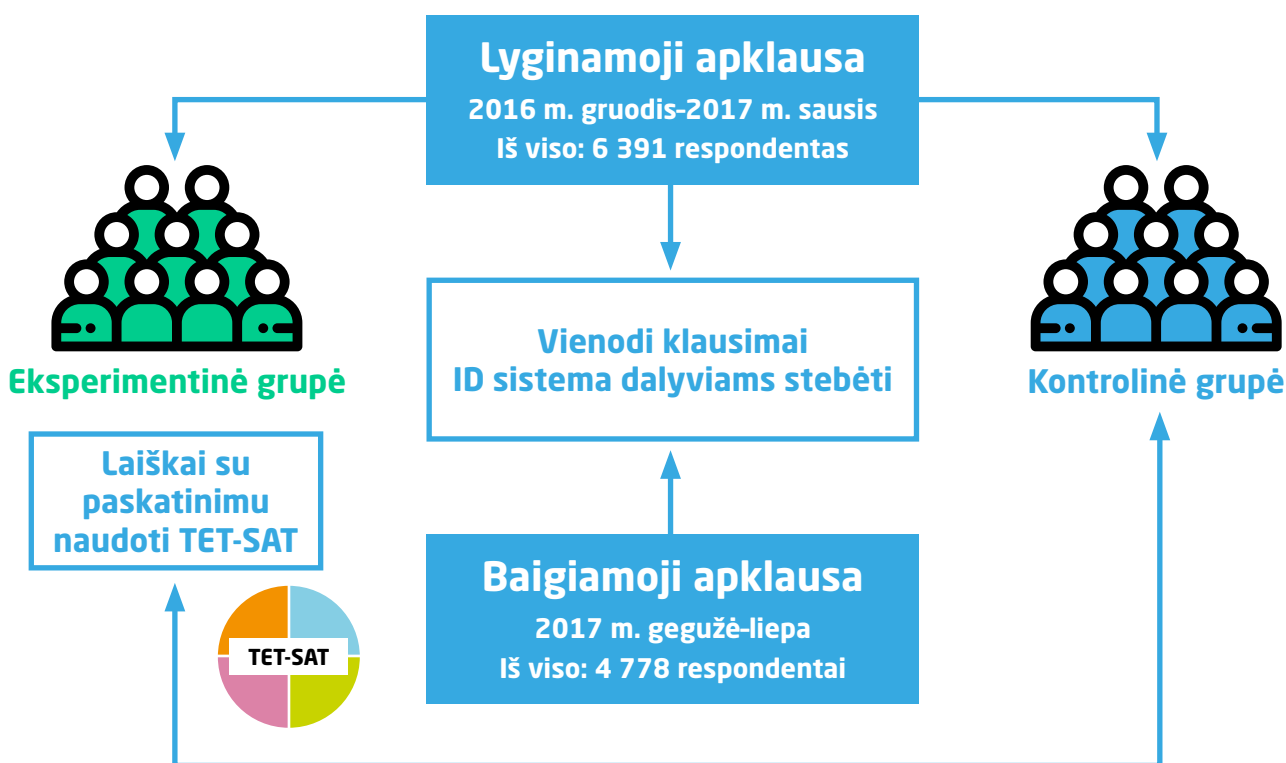 Lyginamoji apklausa
2016 m. gruodis–2017 m. sausis
Iš viso: 6 391 respondentas
Eksperimentinė grupė
Vienodi klausimai
ID sistema dalyviams stebėti
Kontrolinė grupė
Laiškai su
paskatinimu
naudoti TET-SAT
TET-SAT
Baigiamoji apklausa
2017 m. gegužė–liepa
Iš viso: 4 778 respondentai